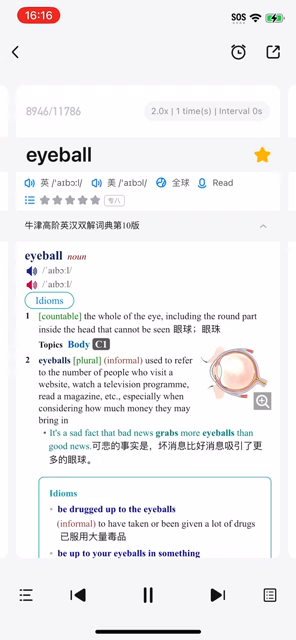 16:16
SOS
8946/11786
2.0x | 1 time(s) | Interval 0s
eyeball
英 /'aɪbɔːl/ 美 /'aɪbɔːl/ 全球 Read
专八
牛津高阶英汉双解词典第10版
eyeball noun
/ˈaɪbɔːl/
/ˈaɪbɔːl/
Idioms
1 [countable] the whole of the eye, including the round part
inside the head that cannot be seen 眼球；眼珠
Topics Body C1
2 eyeballs [plural] (informal) used to refer
to the number of people who visit a
website, watch a television programme,
read a magazine, etc., especially when
considering how much money they may
bring in
• It's a sad fact that bad news grabs more eyeballs than
good news.可悲的事实是，坏消息比好消息吸引了更
多的眼球。
Idioms
• be drugged up to the eyeballs
(informal) to have taken or been given a lot of drugs
已服用大量毒品
• be up to your eyeballs in something